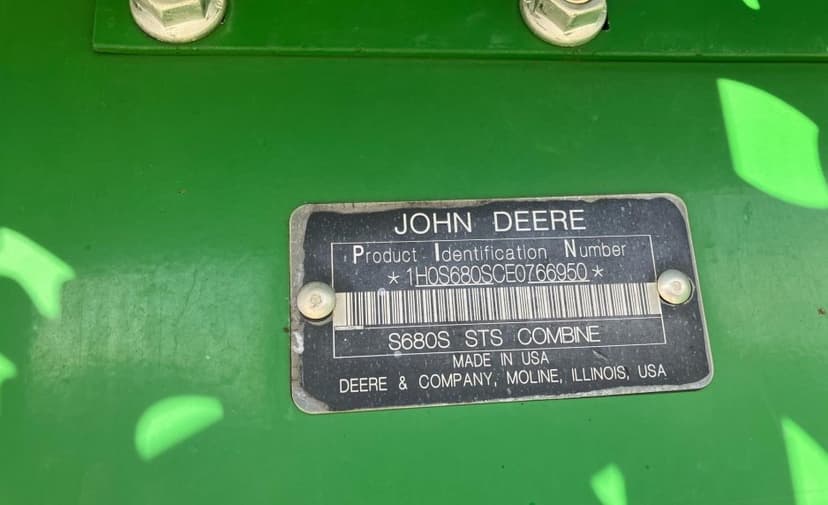 JOHN DEERE
Product Identification Number
*1H0S680SCE0766950*
S680S STS COMBINE
MADE IN USA
DEERE & COMPANY, MOLINE, ILLINOIS, USA